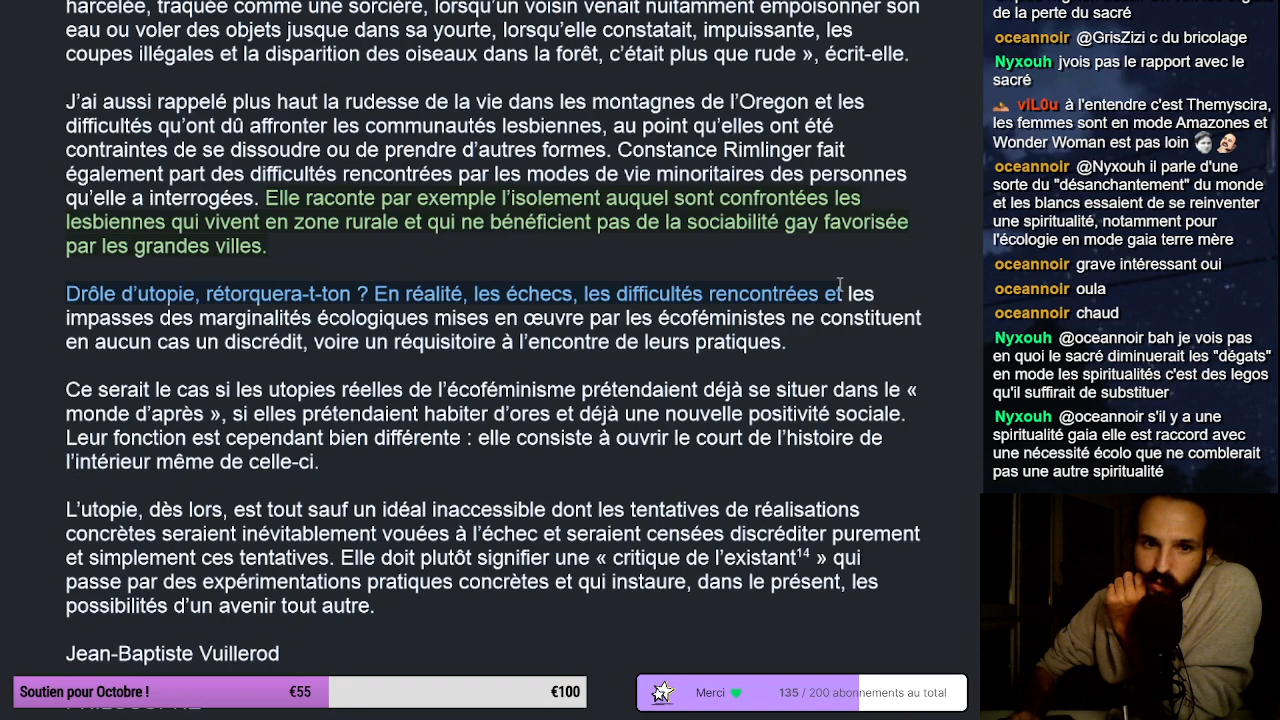 harcelée, traquée comme une sorcière, lorsqu'un voisin venait nuitamment empoisonner son
eau ou voler des objets jusque dans sa yourte, lorsqu'elle constatait, impuissante, les
coupes illégales et la disparition des oiseaux dans la forêt, c'était plus que rude », écrit-elle.
J'ai aussi rappelé plus haut la rudesse de la vie dans les montagnes de l'Oregon et les
difficultés qu'ont dû affronter les communautés lesbiennes, au point qu'elles ont été
contraintes de se dissoudre ou de prendre d'autres formes. Constance Rimlinger fait
également part des difficultés rencontrées par les modes de vie minoritaires des personnes
qu'elle a interrogées. Elle raconte par exemple l'isolement auquel sont confrontées les
lesbiennes qui vivent en zone rurale et qui ne bénéficient pas de la sociabilité gay favorisée
par les grandes villes.
Drôle d'utopie, rétorquera-t-ton ? En réalité, les échecs, les difficultés rencontrées et les
impasses des marginalités écologiques mises en œuvre par les écoféministes ne constituent
en aucun cas un discrédit, voire un réquisitoire à l'encontre de leurs pratiques.
Ce serait le cas si les utopies réelles de l'écoféminisme prétendaient déjà se situer dans le «
monde d'après », si elles prétendaient habiter d'ores et déjà une nouvelle positivité sociale.
Leur fonction est cependant bien différente : elle consiste à ouvrir le court de l'histoire de
l'intérieur même de celle-ci.
L'utopie, dès lors, est tout sauf un idéal inaccessible dont les tentatives de réalisations
concrètes seraient inévitablement vouées à l'échec et seraient censées discréditer purement
et simplement ces tentatives. Elle doit plutôt signifier une « critique de l'existant14 » qui
passe par des expérimentations pratiques concrètes et qui instaure, dans le présent, les
possibilités d'un avenir tout autre.
Jean-Baptiste Vuillerod
Soutien pour Octobre ! €55 €100
Merci 135 / 200 abonnements au total
de la perte du sacré
oceannoir @GrisZizi c du bricolage
Nyxouh jvois pas le rapport avec le
sacré
vIL0u à l'entendre c'est Themyscira,
les femmes sont en mode Amazones et
Wonder Woman est pas loin
oceannoir @Nyxouh il parle d'une
sorte du "désanchantement" du monde
et les blancs essaient de se reinventer
une spiritualité, notamment pour
l'écologie en mode gaia terre mère
oceannoir grave intéressant oui
oceannoir oula
oceannoir chaud
Nyxouh @oceannoir bah je vois pas
en quoi le sacré diminuerait les "dégats"
en mode les spiritualités c'est des legos
qu'il suffirait de substituer
Nyxouh @oceannoir s'il y a une
spiritualité gaia elle est raccord avec
une nécessité écolo que ne comblerait
pas une autre spiritualité